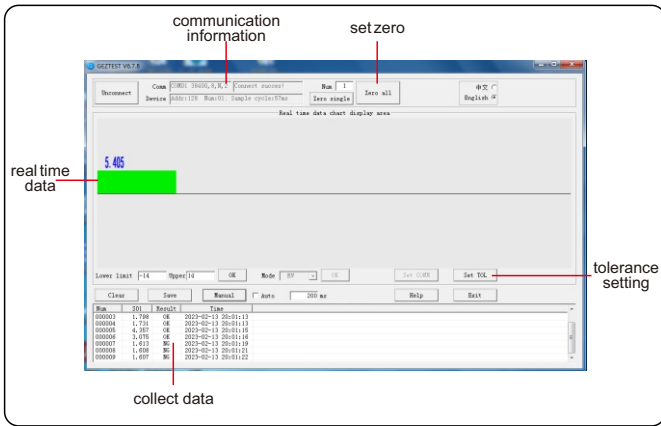 communication
information
set zero
GEZTEST V6.7.8
Unconnect
Comm COM31 38400,8,N,2 Connect succes!
Num 1
Zero all
中文
Device Addr:128 Num:01 Sample cycle:57ms
Zero single
English
Real time data chart display area
5.405
real time
data
Lower limit -14 Upper 14 OK Mode RV OK Set COMM Set TOL
tolerance
setting
Clear Save Manual Auto 200 ms Help Exit
Num S01 Result Time
000003 1.798 OK 2023-02-13 20:01:13
000004 1.731 OK 2023-02-13 20:01:13
000005 4.357 OK 2023-02-13 20:01:15
000006 3.075 OK 2023-02-13 20:01:16
000007 1.613 NG 2023-02-13 20:01:19
000008 1.608 NG 2023-02-13 20:01:21
000009 1.607 NG 2023-02-13 20:01:22
collect data